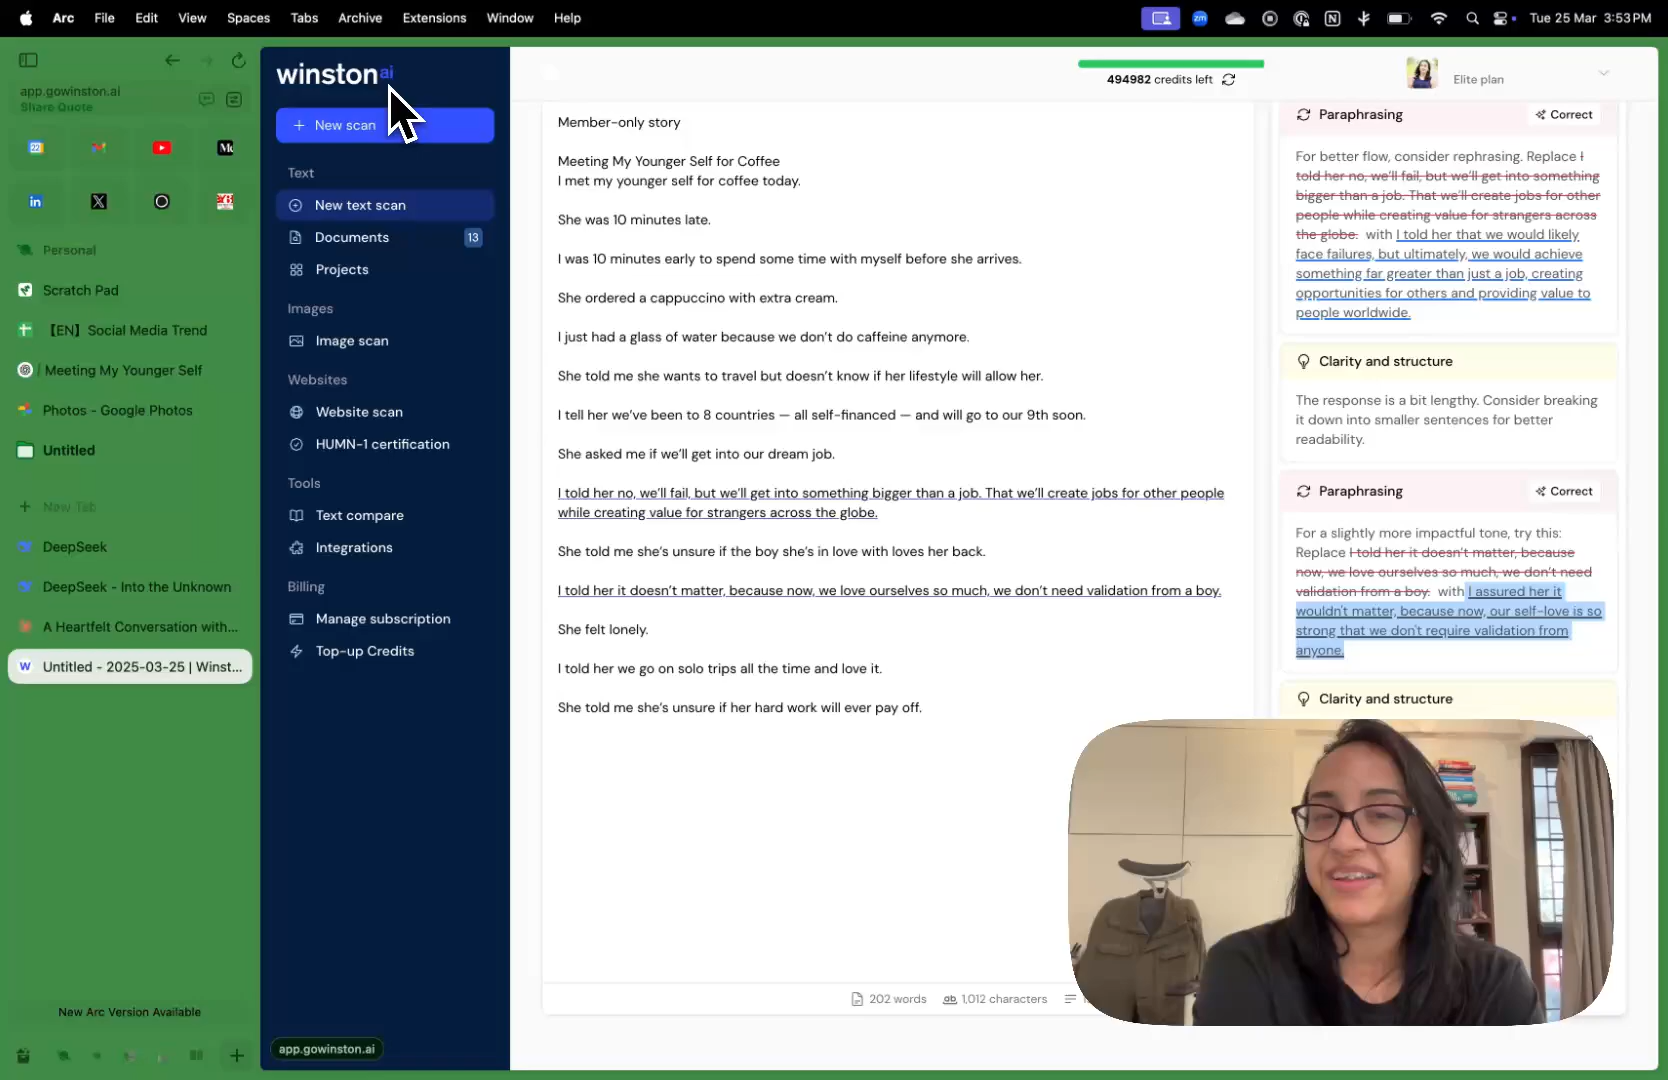 Arc File Edit View Spaces Tabs Archive Extensions Window Help
zm
Tue 25 Mar 3:53 PM
app.gowinston.ai
Share Quote
22
in
Personal
Scratch Pad
【EN】Social Media Trend
/ Meeting My Younger Self
Photos - Google Photos
Untitled
+ New Tab
DeepSeek
DeepSeek - Into the Unknown
A Heartfelt Conversation with...
W Untitled - 2025-03-25 | Winst...
New Arc Version Available
winston ai
+ New scan
Text
New text scan
Documents 13
Projects
Images
Image scan
Websites
Website scan
HUMN-1 certification
Tools
Text compare
Integrations
Billing
Manage subscription
Top-up Credits
app.gowinston.ai
494982 credits left
Elite plan
Member-only story
Meeting My Younger Self for Coffee
I met my younger self for coffee today.
She was 10 minutes late.
I was 10 minutes early to spend some time with myself before she arrives.
She ordered a cappuccino with extra cream.
I just had a glass of water because we don’t do caffeine anymore.
She told me she wants to travel but doesn’t know if her lifestyle will allow her.
I tell her we’ve been to 8 countries — all self-financed — and will go to our 9th soon.
She asked me if we’ll get into our dream job.
I told her no, we’ll fail, but we’ll get into something bigger than a job. That we’ll create jobs for other people
while creating value for strangers across the globe.
She told me she’s unsure if the boy she’s in love with loves her back.
I told her it doesn’t matter, because now, we love ourselves so much, we don’t need validation from a boy.
She felt lonely.
I told her we go on solo trips all the time and love it.
She told me she’s unsure if her hard work will ever pay off.
202 words 1,012 characters
Paraphrasing Correct
For better flow, consider rephrasing. Replace I
told her no, we’ll fail, but we’ll get into something
bigger than a job. That we’ll create jobs for other
people while creating value for strangers across
the globe. with I told her that we would likely
face failures, but ultimately, we would achieve
something far greater than just a job, creating
opportunities for others and providing value to
people worldwide.
Clarity and structure
The response is a bit lengthy. Consider breaking
it down into smaller sentences for better
readability.
Paraphrasing Correct
For a slightly more impactful tone, try this:
Replace I told her it doesn’t matter, because
now, we love ourselves so much, we don’t need
validation from a boy. with I assured her it
wouldn't matter, because now, our self-love is so
strong that we don't require validation from
anyone.
Clarity and structure